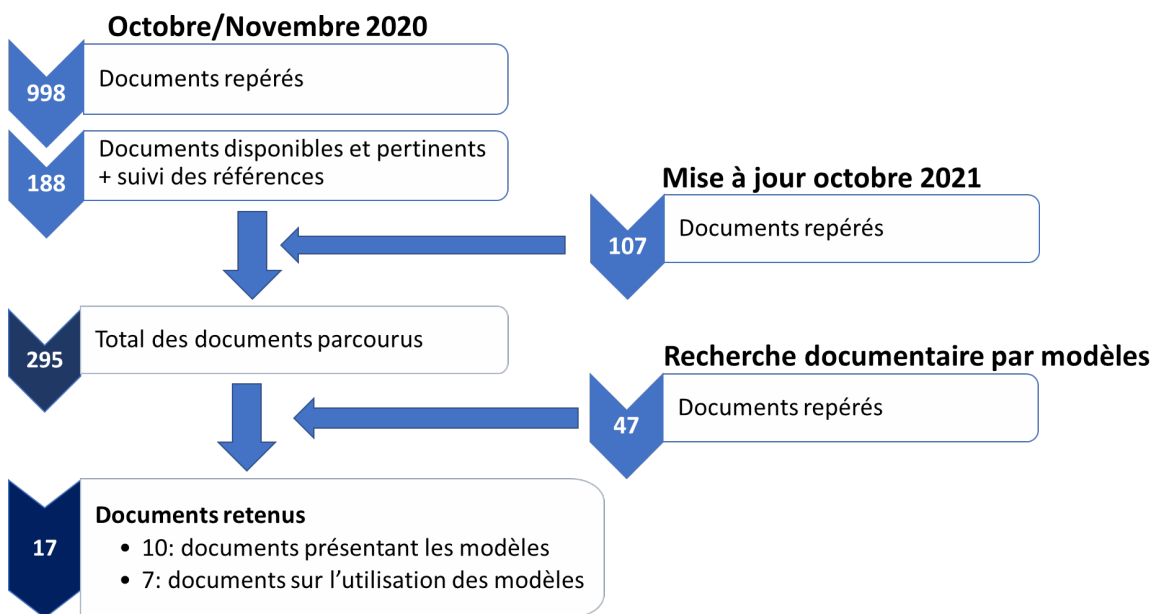 Octobre/Novembre 2020
998
Documents repérés
188
Documents disponibles et pertinents
+ suivi des références
Mise à jour octobre 2021
107
Documents repérés
295
Total des documents parcourus
Recherche documentaire par modèles
47
Documents repérés
17
Documents retenus
• 10: documents présentant les modèles
• 7: documents sur l'utilisation des modèles